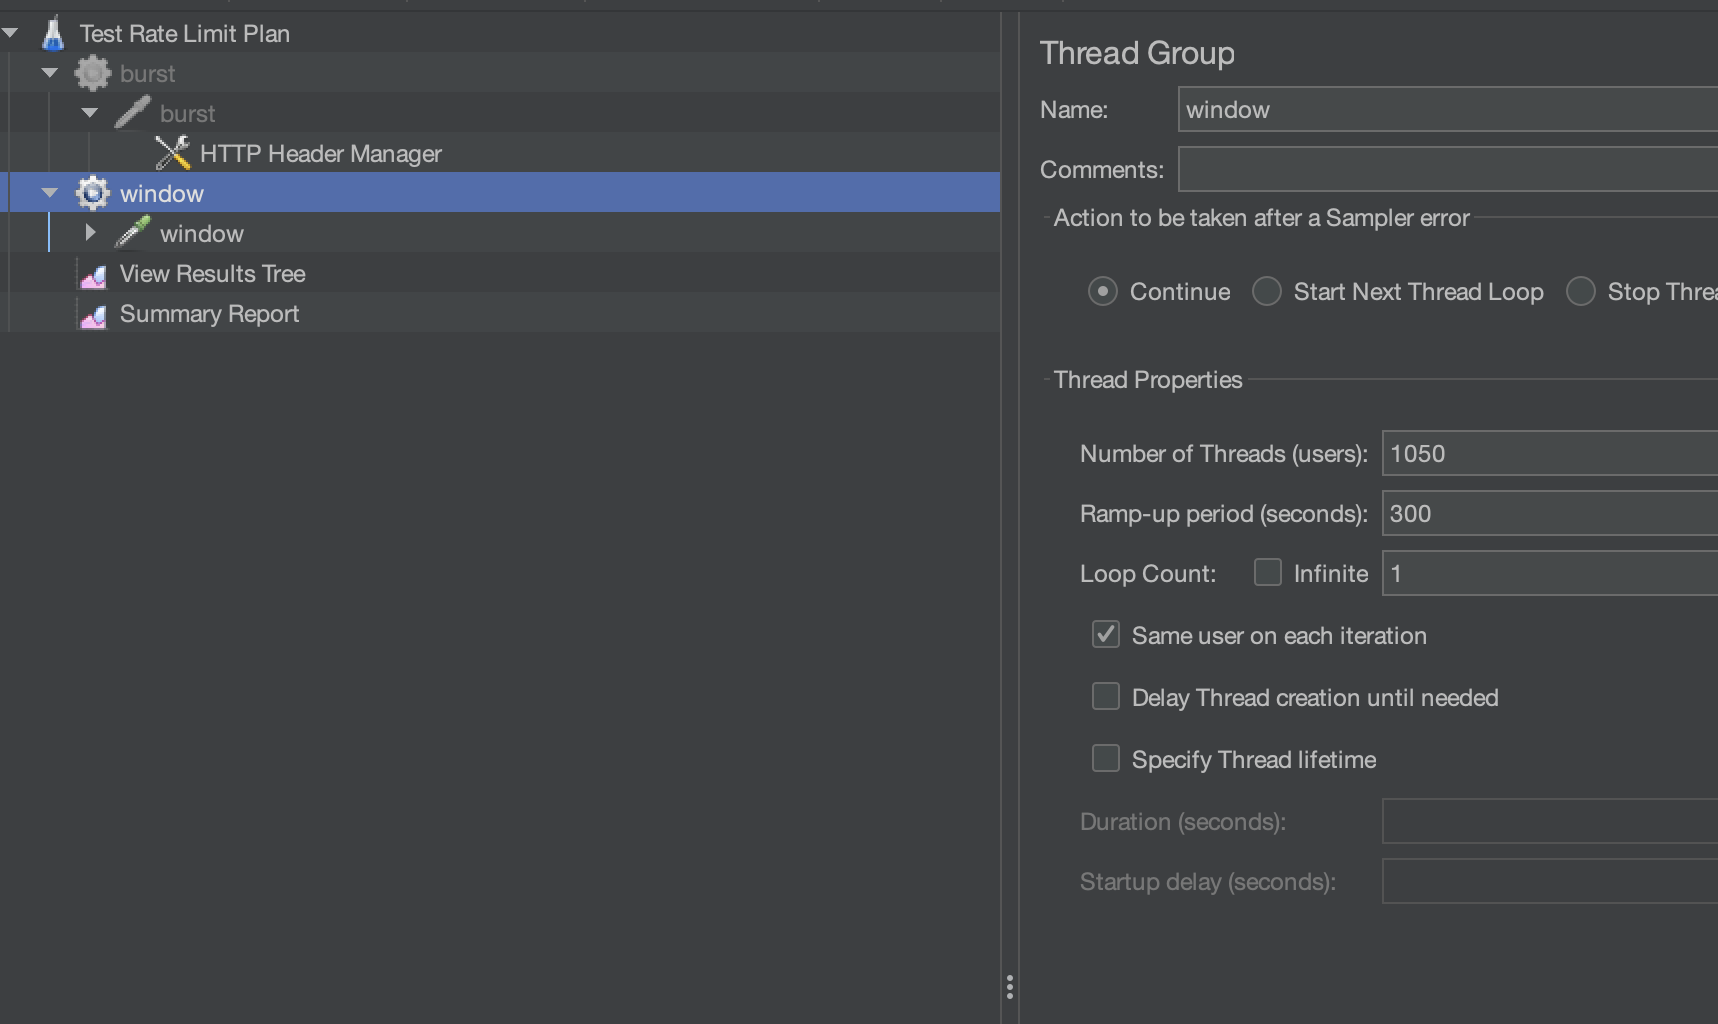 Test Rate Limit Plan
burst
burst
HTTP Header Manager
window
window
View Results Tree
Summary Report
Thread Group
Name: window
Comments:
Action to be taken after a Sampler error
Continue Start Next Thread Loop Stop Threa
Thread Properties
Number of Threads (users): 1050
Ramp-up period (seconds): 300
Loop Count: Infinite 1
Same user on each iteration
Delay Thread creation until needed
Specify Thread lifetime
Duration (seconds):
Startup delay (seconds):